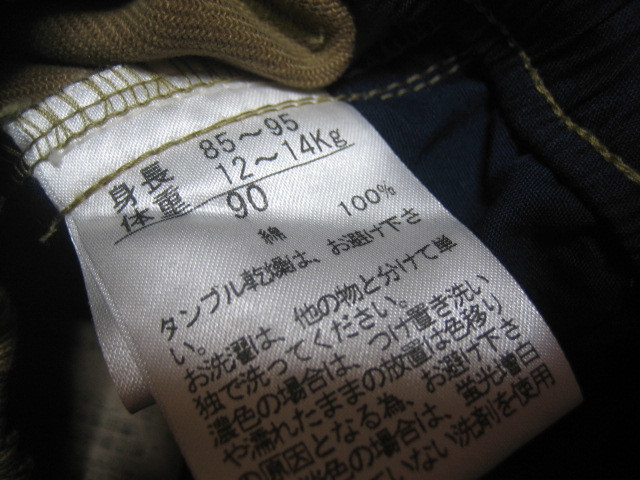 身長 85～95
体重 12～14Kg
90
綿 100%
タンブル乾燥は、お避け下さ
い。
お洗濯は、他の物と分けて単
独で洗ってください。
濃色の場合は、つけ置き洗い
や濡れたままの放置は色移り
の原因となる為、お避け下さ
色の場合は、蛍光増白
いない洗剤を使用